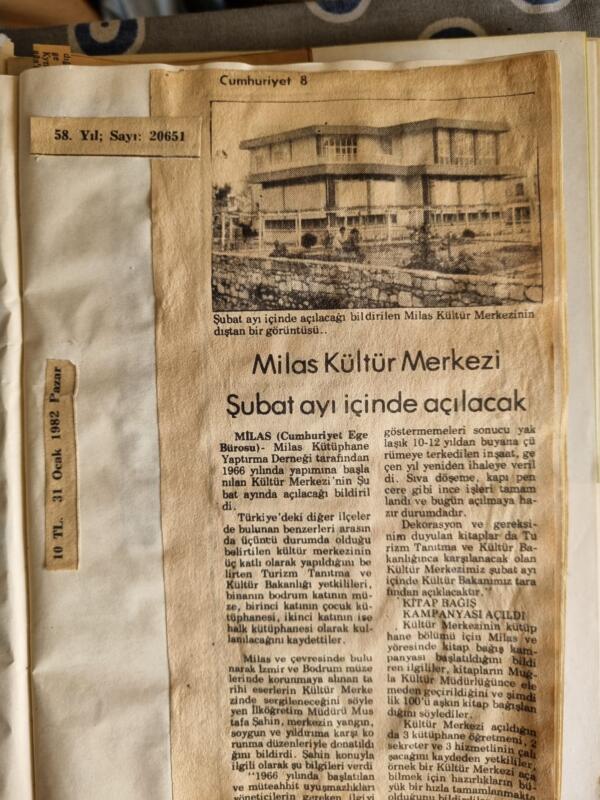 Cumhuriyet 8
58. Yıl; Sayı: 20651
10 TL. 31 Ocak 1982 Pazar
Şubat ayı içinde açılacağı bildirilen Milas Kültür Merkezinin
dıştan bir görüntüsü..
Milas Kültür Merkezi
Şubat ayı içinde açılacak
MİLAS (Cumhuriyet Ege
Bürosu)- Milas Kütüphane
Yaptırma Derneği tarafından
1966 yılında yapımına başla
nılan Kültür Merkezi'nin Şu
bat ayında açılacağı bildiril
di.
Türkiye'deki diğer ilçeler
de bulunan benzerleri arasın
da üçüntü durumda olduğu
belirtilen kültür merkezinin
üç katlı olarak yapıldığını be
lirten Turizm Tanıtma ve
Kültür Bakanlığı yetkilileri,
binanın bodrum katının mü-
ze, birinci katının çocuk kü-
tüphanesi, ikinci katının ise
halk kütüphanesi olarak kul-
lanılacağını kaydettiler.
Milas ve çevresinde bulu
narak İzmir ve Bodrum müze
lerinde korunmaya alınan ta
rihi eserlerin Kültür Merke
zinde sergileneceğini söyle
yen İlköğretim Müdürü Mus
tafa Şahin, merkezin yangın,
soygun ve yıldırıma karşı ko
runma düzenleriyle donatıldı
ğını bildirdi. Şahin konuyla
ilgili olarak şu bilgileri verdi
"1966 yılında başlatılan
ve müteahhit uyuşmazlıkları
yöneticilerin gereken ilgiyi
göstermemeleri sonucu yak
laşık 10-12 yıldan buyana çü
rümeye terkedilen inşaat, ge
çen yıl yeniden ihaleye veril
di. Sıva döşeme, kapı pen
cere gibi ince işleri tamam
landı ve bugün açılmaya ha-
zır durumdadır.
Dekorasyon ve gereksi-
nim duyulan kitaplar da Tu
rizm Tanıtma ve Kültür Ba-
kanlığınca karşılanacak olan
Kültür Merkezimiz şubat ayı
içinde Kültür Bakanımız tara
fından açıklacaktır."
KİTAP BAĞIŞ
KAMPANYASI AÇILDI
Kültür Merkezinin kütüp
hane bölümü için Milas ve
yöresinde kitap bağış kam-
panyası başlatıldığını bildi
ren ilgililer, kitapların Muğ
la Kültür Müdürlüğünce ele
meden geçirildiğini ve şimdi
lik 100'ü aşkın kitap bağışlan
dığını söylediler.
Kültür Merkezi açıldığın
da 3 kütüphane öğretmeni, 2
sekreter ve 3 hizmetlinin çalı
şacağını kaydeden yetkililer,
örnek bir Kültür Merkezi aça
bilmek için hazırlıkların bü
yük bir hızla tamamlanmakta
olduğunu